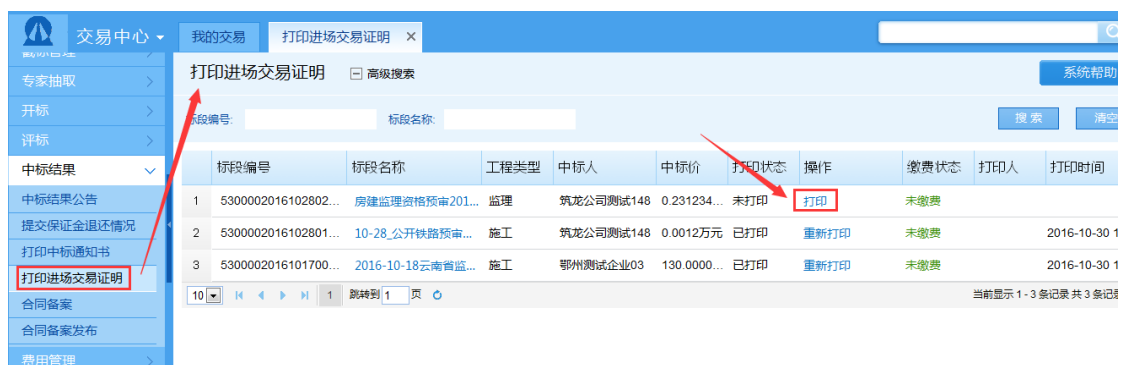 交易中心
我的交易
打印进场交易证明 ×
专家抽取
开标
评标
中标结果
中标结果公告
提交保证金退还情况
打印中标通知书
打印进场交易证明
合同备案
合同备案发布
费用管理
打印进场交易证明 高级搜索
系统帮助
标段编号: 标段名称: 搜索 清空
标段编号 标段名称 工程类型 中标人 中标价 打印状态 操作 缴费状态 打印人 打印时间
1 5300002016102802... 房建监理资格预审201... 监理 筑龙公司测试148 0.231234... 未打印 打印 未缴费
2 5300002016102801... 10-28_公开铁路预审... 施工 筑龙公司测试148 0.0012万元 已打印 重新打印 未缴费 2016-10-30 1
3 5300002016101700... 2016-10-18云南省监... 施工 鄂州测试企业03 130.0000... 已打印 重新打印 未缴费 2016-10-30 1
10 1 跳转到 1 页 当前显示 1 - 3 条记录 共 3 条记录